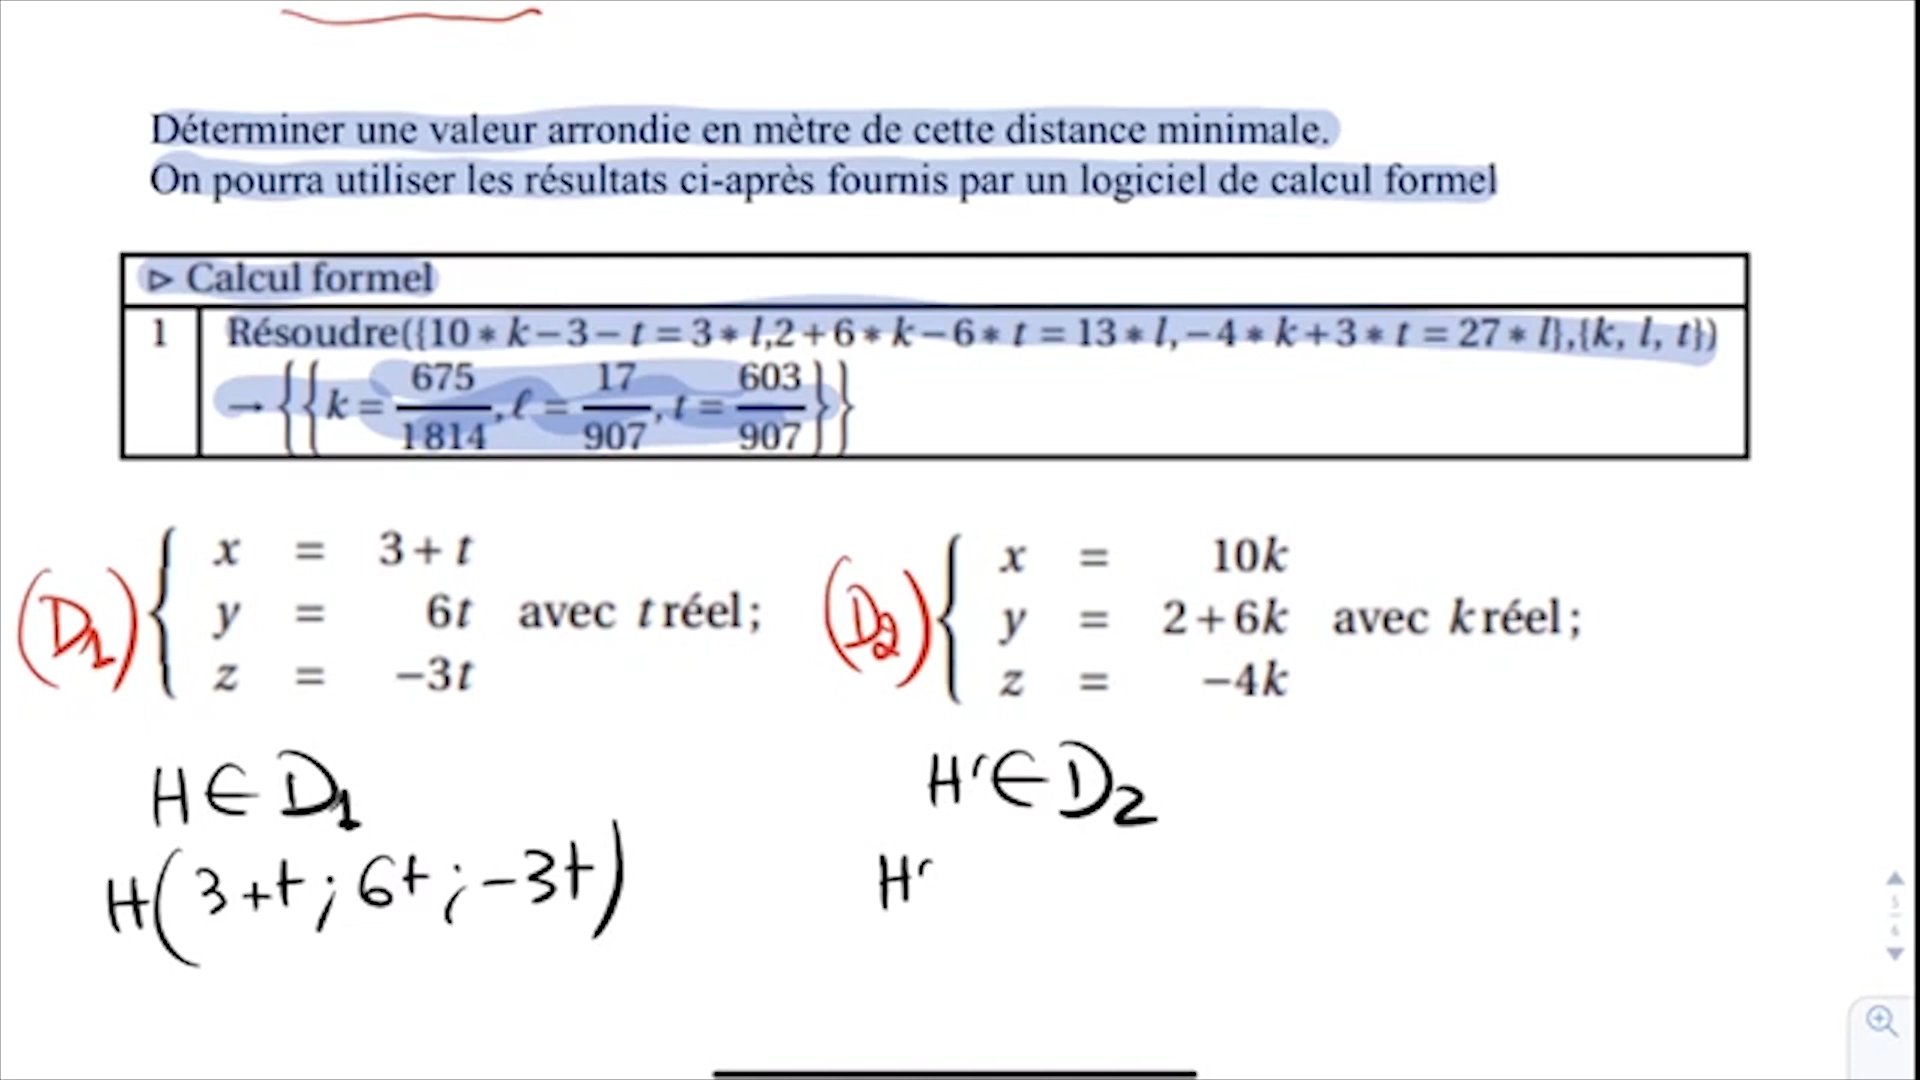 Déterminer une valeur arrondie en mètre de cette distance minimale.
On pourra utiliser les résultats ci-après fournis par un logiciel de calcul formel
▷ Calcul formel
1 Résoudre({10 * k − 3 − t = 3 * l,2 + 6 * k − 6 * t = 13 * l,−4 * k + 3 * t = 27 * l},{k, l, t})
→ {{k = 675/1814, ℓ = 17/907, t = 603/907}}
(D1) { x = 3 + t
y = 6t avec t réel ;
z = −3t
(D2) { x = 10k
y = 2 + 6k avec k réel ;
z = −4k
H ∈ D1
H(3+t ; 6t ; −3t)
H' ∈ D2
H'
5
6